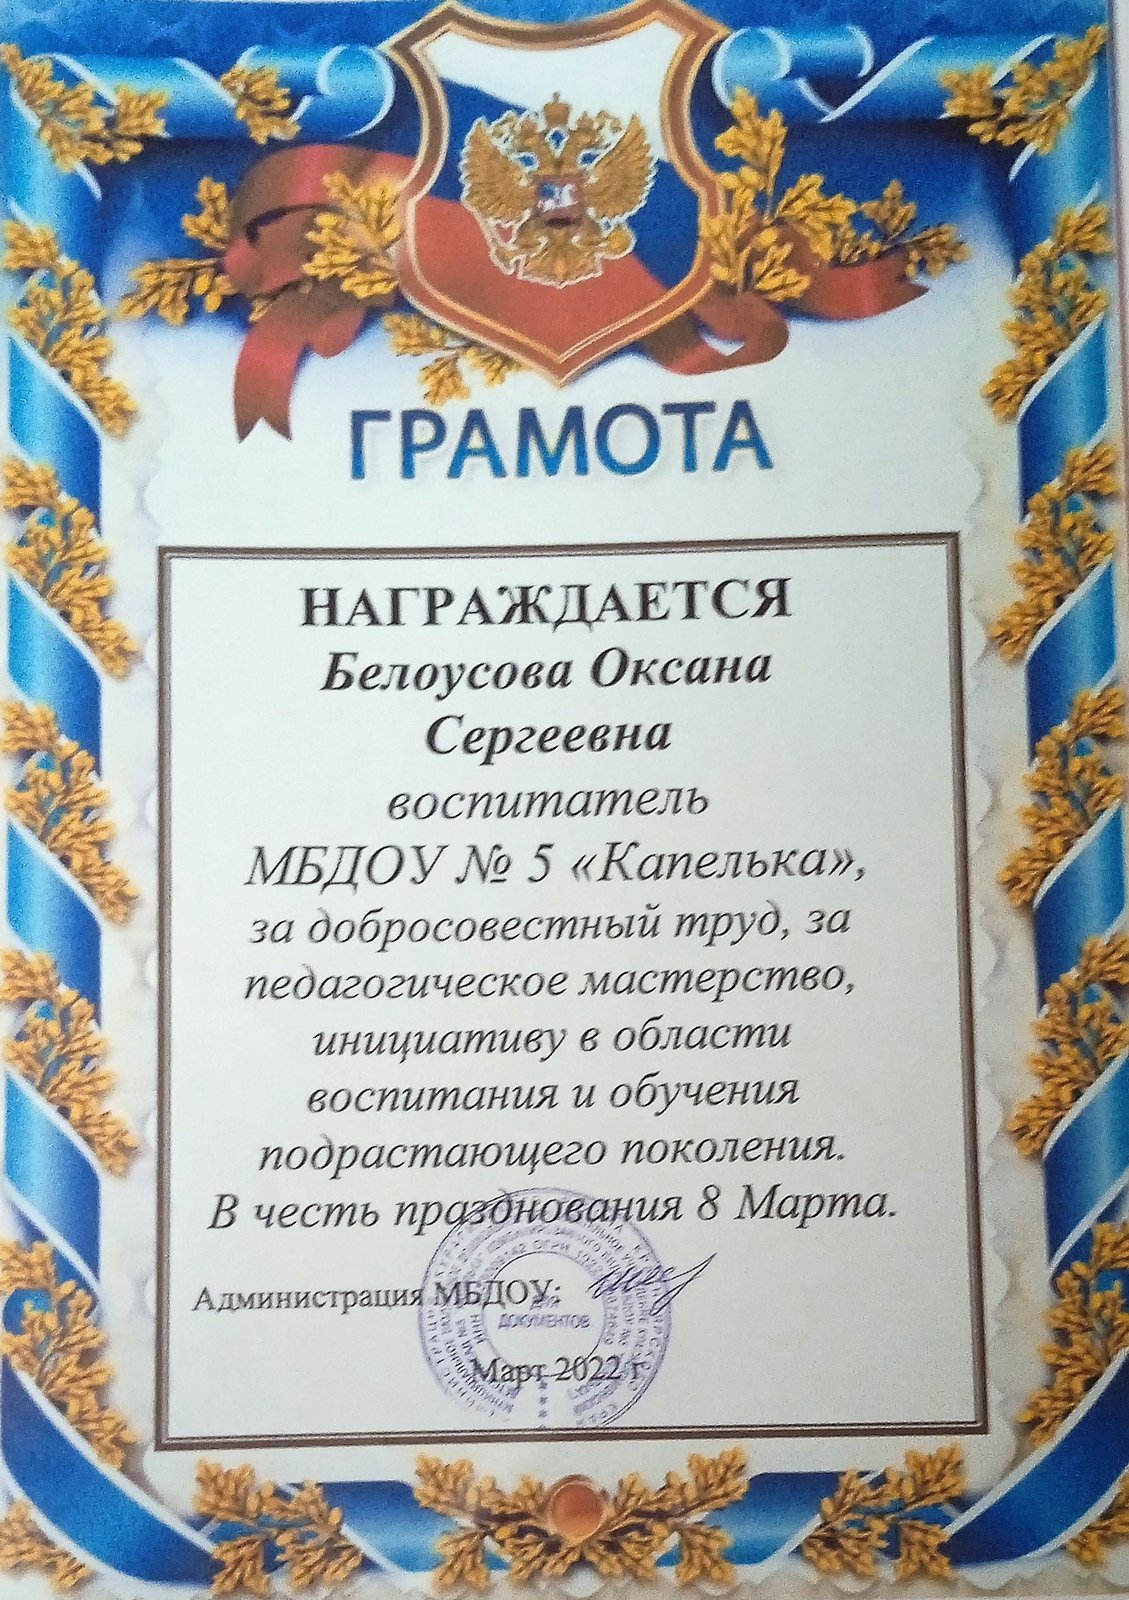 ГРАМОТА
НАГРАЖДАЕТСЯ
Белоусова Оксана
Сергеевна
воспитатель
МБДОУ № 5 «Капелька»,
за добросовестный труд, за
педагогическое мастерство,
инициативу в области
воспитания и обучения
подрастающего поколения.
В честь празднования 8 Марта.
Администрация МБДОУ:
ДОКУМЕНТОВ
Март 2022 г